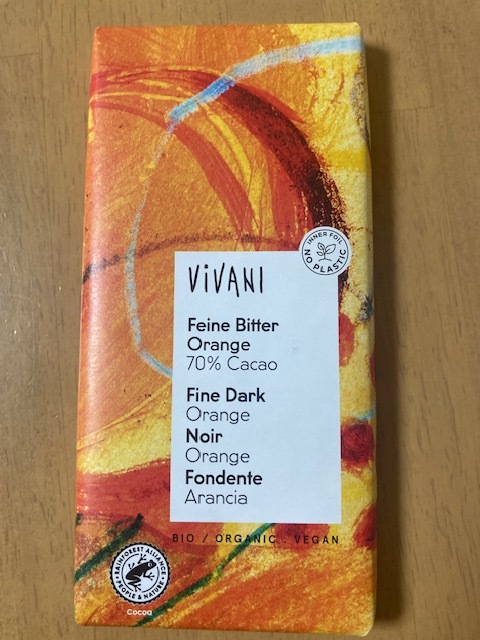 INNER FOIL
NO PLASTIC
ViVANI
Feine Bitter
Orange
70% Cacao
Fine Dark
Orange
Noir
Orange
Fondente
Arancia
BIO / ORGANIC . VEGAN
RAINFOREST ALLIANCE
PEOPLE & NATURE
Cocoa